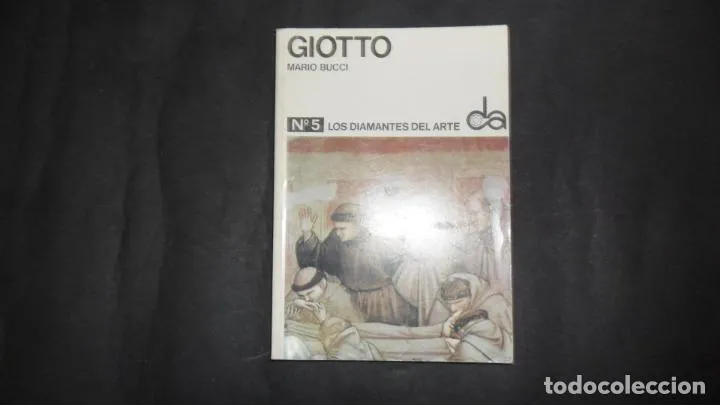 GIOTTO
MARIO BUCCI
Nº5 LOS DIAMANTES DEL ARTE da
todocoleccion